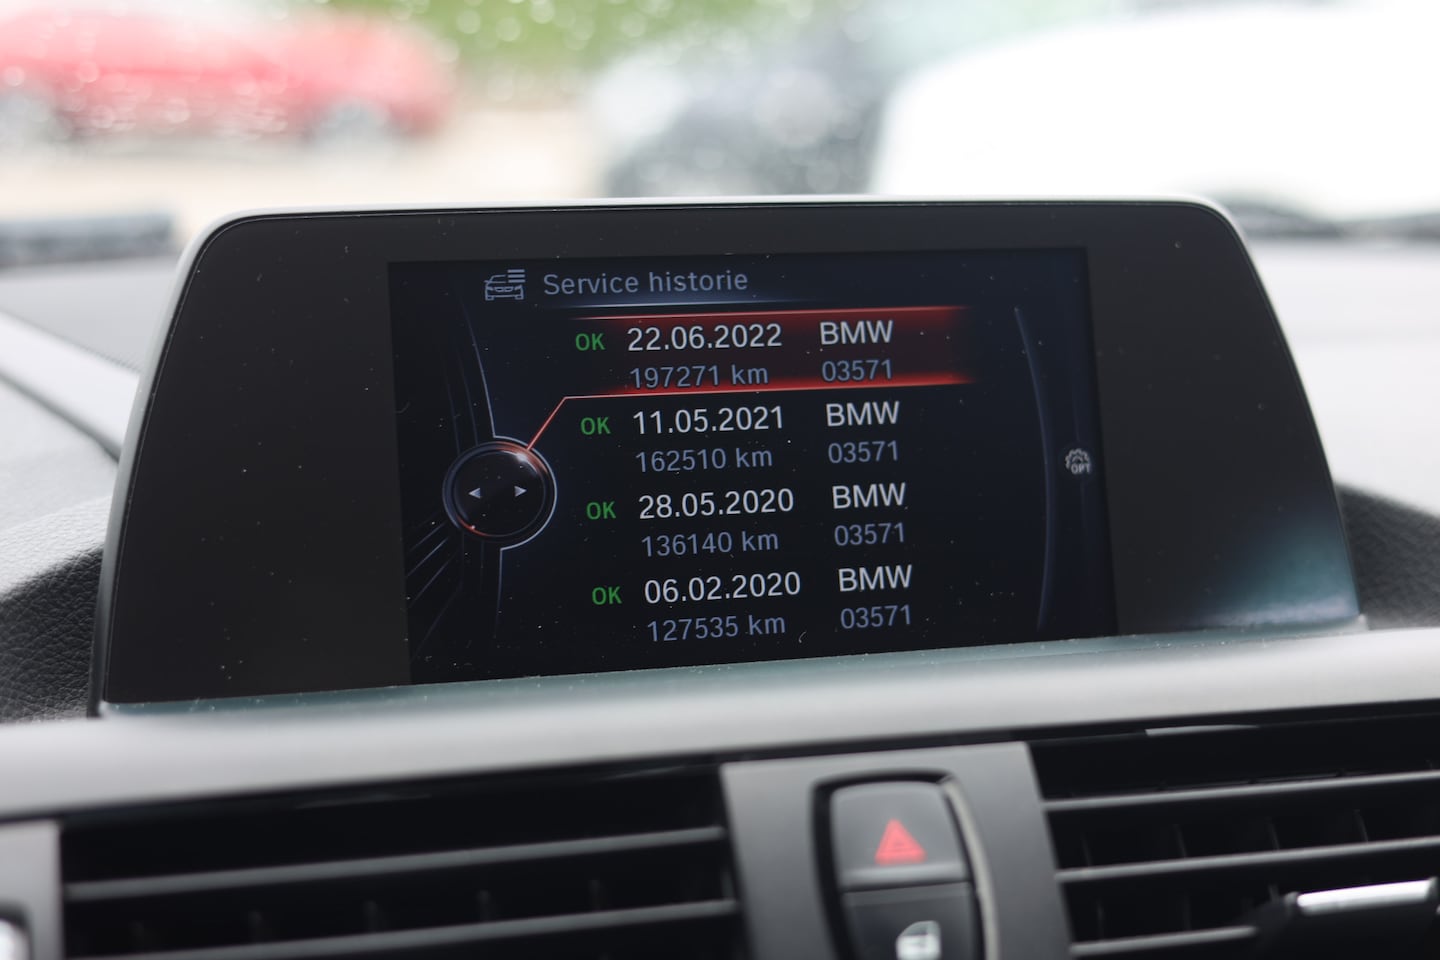 Service historie
OK 22.06.2022 BMW
197271 km 03571
OK 11.05.2021 BMW
162510 km 03571
OK 28.05.2020 BMW
136140 km 03571
OK 06.02.2020 BMW
127535 km 03571
OPT